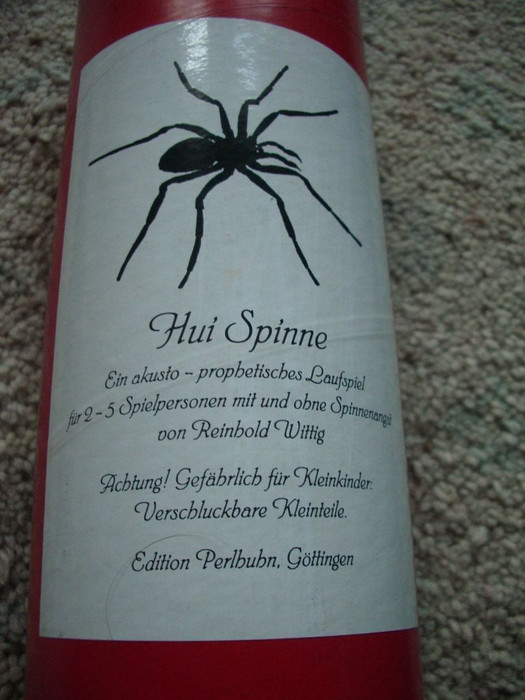 Hui Spinne
Ein akusto - prophetisches Laufspiel
für 2 - 5 Spielpersonen mit und ohne Spinnenangst
von Reinhold Wittig
Achtung! Gefährlich für Kleinkinder:
Verschluckbare Kleinteile.
Edition Perlhuhn, Göttingen